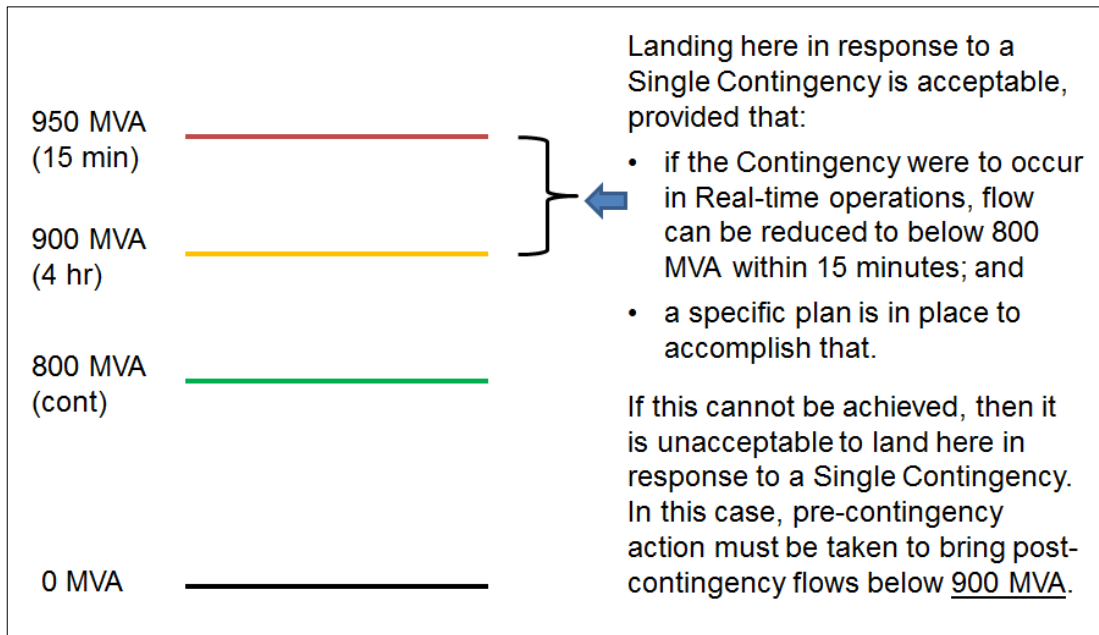 950 MVA
(15 min)
900 MVA
(4 hr)
800 MVA
(cont)
0 MVA
Landing here in response to a
Single Contingency is acceptable,
provided that:
• if the Contingency were to occur
in Real-time operations, flow
can be reduced to below 800
MVA within 15 minutes; and
• a specific plan is in place to
accomplish that.
If this cannot be achieved, then it
is unacceptable to land here in
response to a Single Contingency.
In this case, pre-contingency
action must be taken to bring post-
contingency flows below 900 MVA.